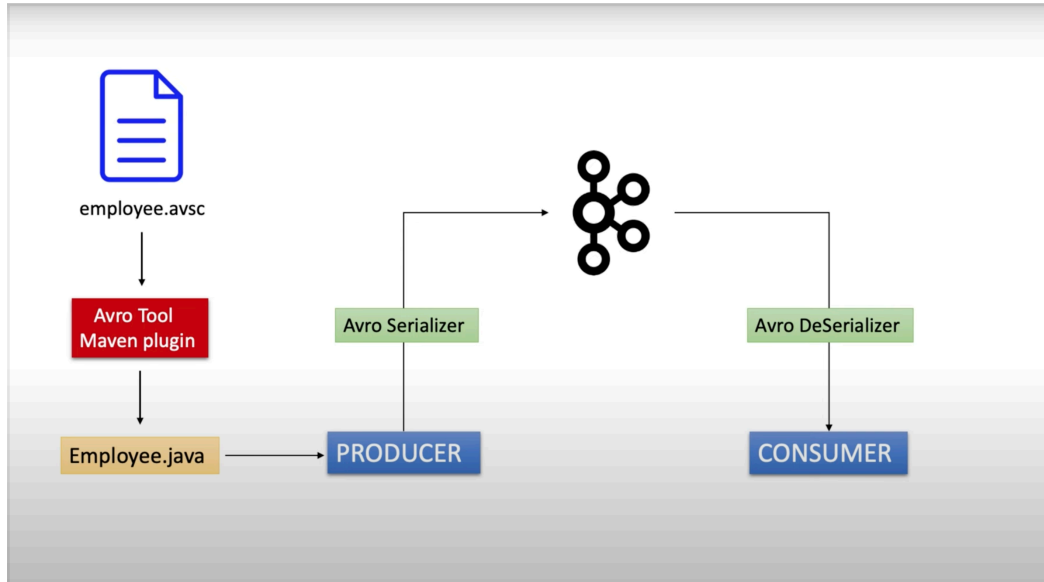 employee.avsc
Avro Tool
Maven plugin
Employee.java
PRODUCER
Avro Serializer
Avro DeSerializer
CONSUMER